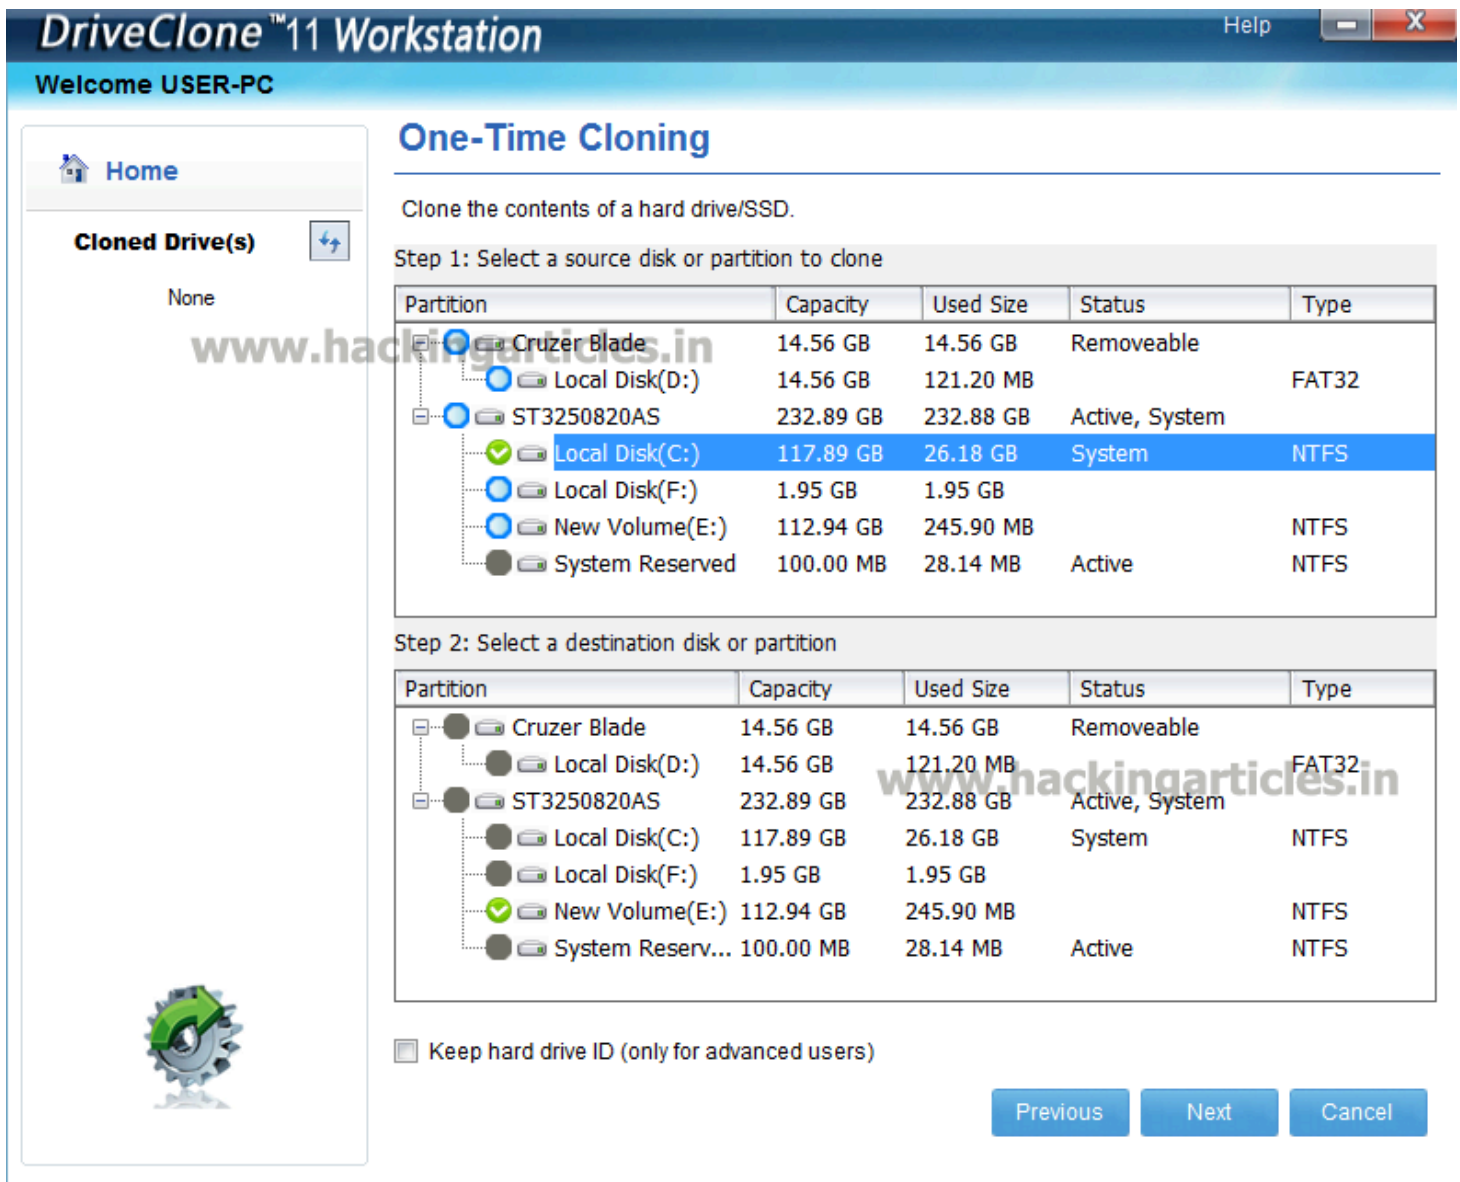 DriveClone™11 Workstation
Help
Welcome USER-PC
Home
Cloned Drive(s)
None
One-Time Cloning
Clone the contents of a hard drive/SSD.
Step 1: Select a source disk or partition to clone
Partition Capacity Used Size Status Type
Cruzer Blade 14.56 GB 14.56 GB Removeable
www.hackingarticles.in
Local Disk(D:) 14.56 GB 121.20 MB FAT32
ST3250820AS 232.89 GB 232.88 GB Active, System
Local Disk(C:) 117.89 GB 26.18 GB System NTFS
Local Disk(F:) 1.95 GB 1.95 GB
New Volume(E:) 112.94 GB 245.90 MB NTFS
System Reserved 100.00 MB 28.14 MB Active NTFS
Step 2: Select a destination disk or partition
Partition Capacity Used Size Status Type
Cruzer Blade 14.56 GB 14.56 GB Removeable
Local Disk(D:) 14.56 GB 121.20 MB FAT32
www.hackingarticles.in
ST3250820AS 232.89 GB 232.88 GB Active, System
Local Disk(C:) 117.89 GB 26.18 GB System NTFS
Local Disk(F:) 1.95 GB 1.95 GB
New Volume(E:) 112.94 GB 245.90 MB NTFS
System Reserv... 100.00 MB 28.14 MB Active NTFS
Keep hard drive ID (only for advanced users)
Previous Next Cancel